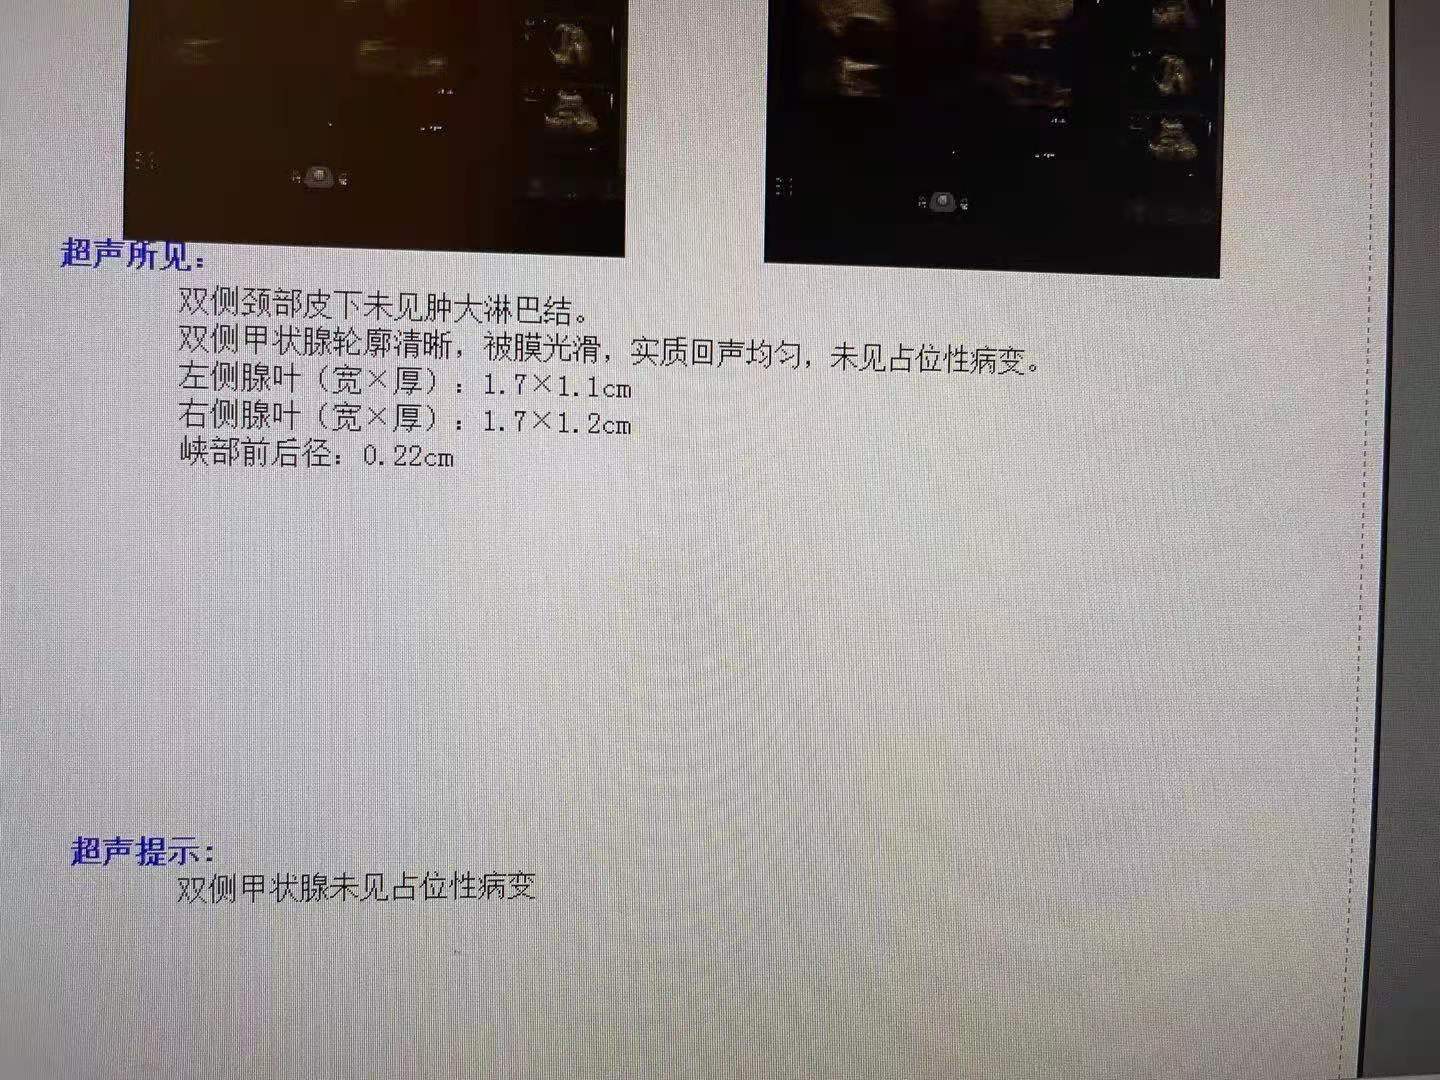 超声所见：
双侧颈部皮下未见肿大淋巴结。
双侧甲状腺轮廓清晰，被膜光滑，实质回声均匀，未见占位性病变。
左侧腺叶（宽×厚）：1.7×1.1cm
右侧腺叶（宽×厚）：1.7×1.2cm
峡部前后径：0.22cm
超声提示：
双侧甲状腺未见占位性病变